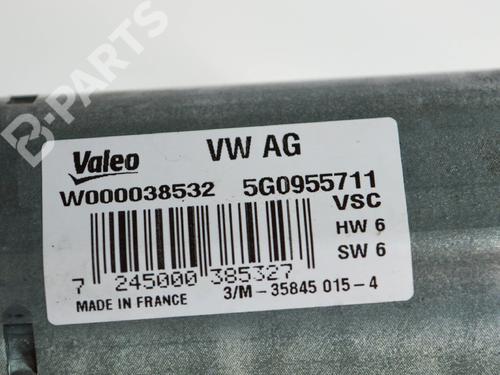 B-PARTS
Valeo VW AG
W000038532 5G0955711
VSC
HW 6
SW 6
7 245000 385327
MADE IN FRANCE 3/M-35845 015-4